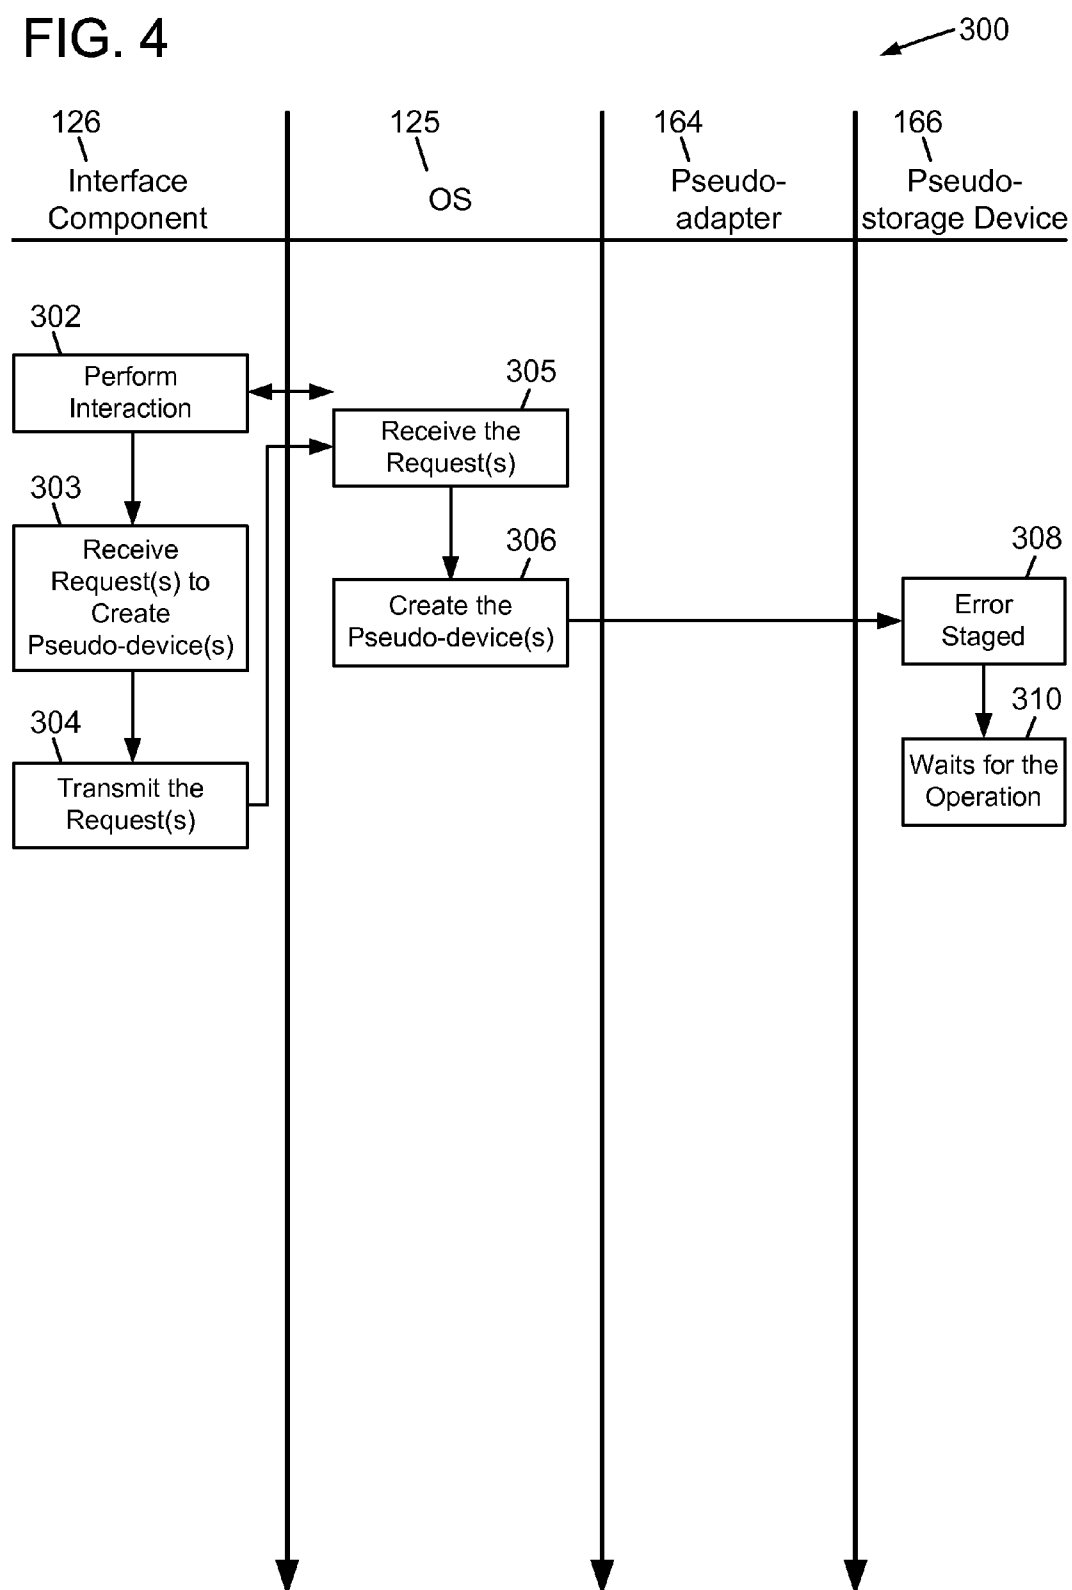 FIG. 4
300
126
125
164
166
Interface
Component
OS
Pseudo-
adapter
Pseudo-
storage Device
302
Perform
Interaction
305
Receive the
Request(s)
303
Receive
Request(s) to
Create
Pseudo-device(s)
306
Create the
Pseudo-device(s)
308
Error
Staged
304
Transmit the
Request(s)
310
Waits for the
Operation